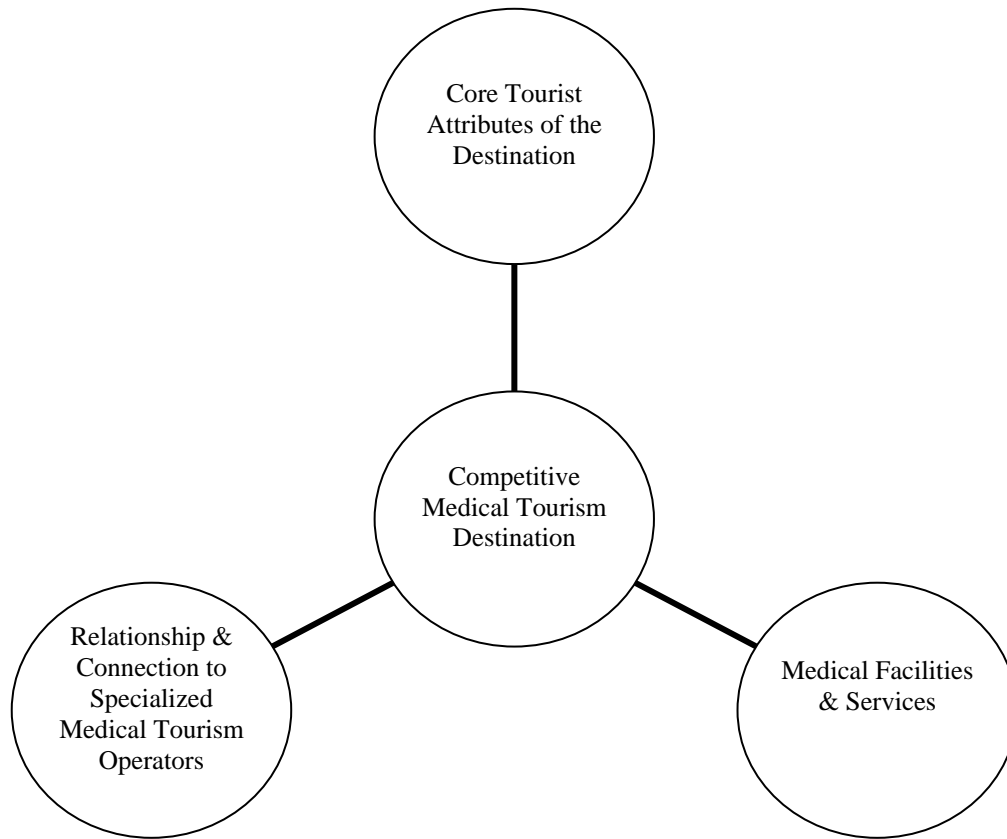 Core Tourist
Attributes of the
Destination
Competitive
Medical Tourism
Destination
Relationship &
Connection to
Specialized
Medical Tourism
Operators
Medical Facilities
& Services